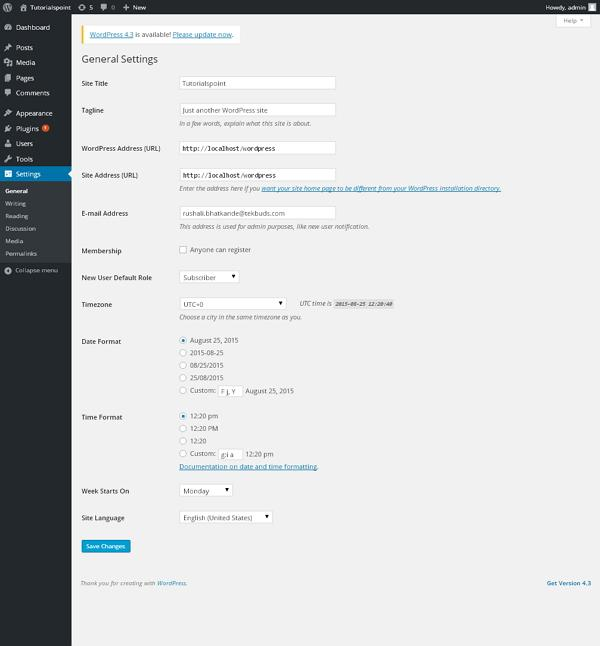 Tutorialspoint 5 0 + New Howdy, admin
Help
Dashboard
Posts
Media
Pages
Comments
Appearance
Plugins 1
Users
Tools
Settings
General
Writing
Reading
Discussion
Media
Permalinks
Collapse menu
WordPress 4.3 is available! Please update now.
General Settings
Site Title Tutorialspoint
Tagline Just another WordPress site
In a few words, explain what this site is about.
WordPress Address (URL) http://localhost/wordpress
Site Address (URL) http://localhost/wordpress
Enter the address here if you want your site home page to be different from your WordPress installation directory.
E-mail Address rushali.bhatkande@tekbuds.com
This address is used for admin purposes, like new user notification.
Membership Anyone can register
New User Default Role Subscriber
Timezone UTC+0 UTC time is 2015-08-25 12:20:40
Choose a city in the same timezone as you.
Date Format August 25, 2015
2015-08-25
08/25/2015
25/08/2015
Custom: F j, Y August 25, 2015
Time Format 12:20 pm
12:20 PM
12:20
Custom: g:i a 12:20 pm
Documentation on date and time formatting.
Week Starts On Monday
Site Language English (United States)
Save Changes
Thank you for creating with WordPress. Get Version 4.3